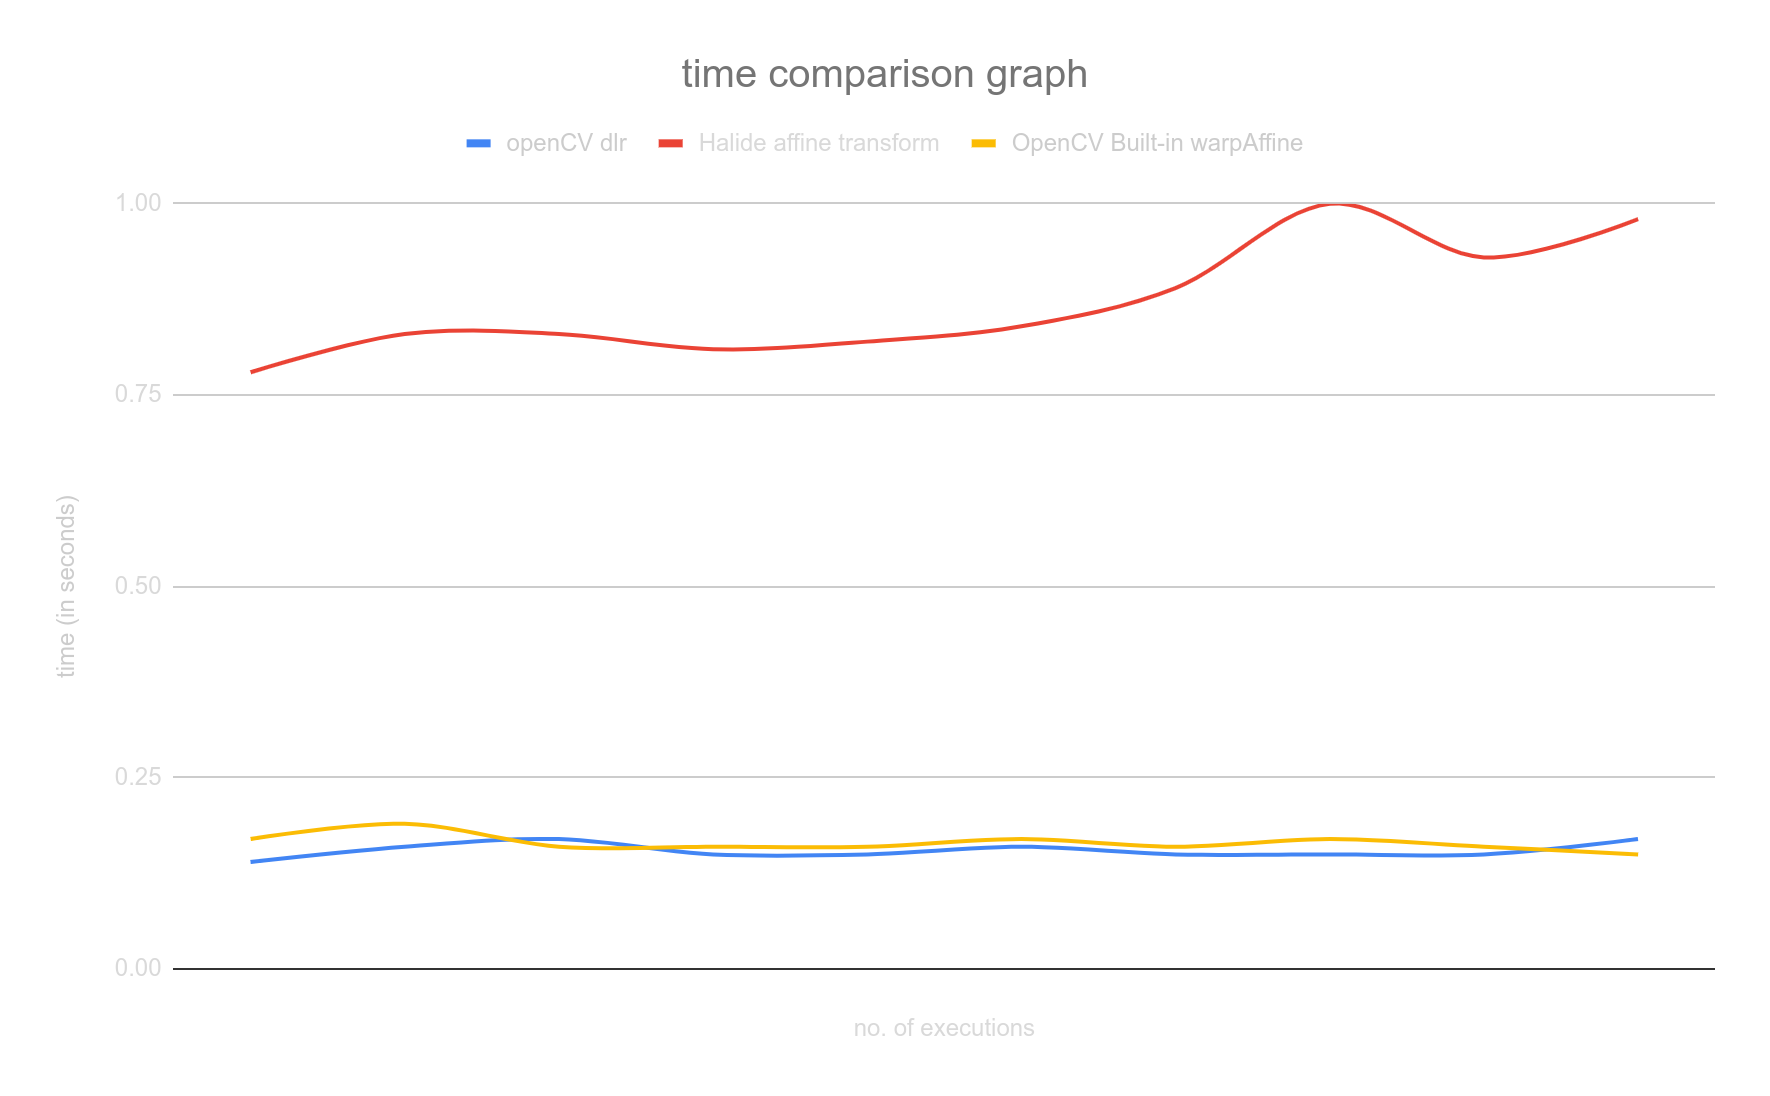 time comparison graph
openCV dlr Halide affine transform OpenCV Built-in warpAffine
1.00
0.75
0.50
0.25
0.00
time (in seconds)
no. of executions